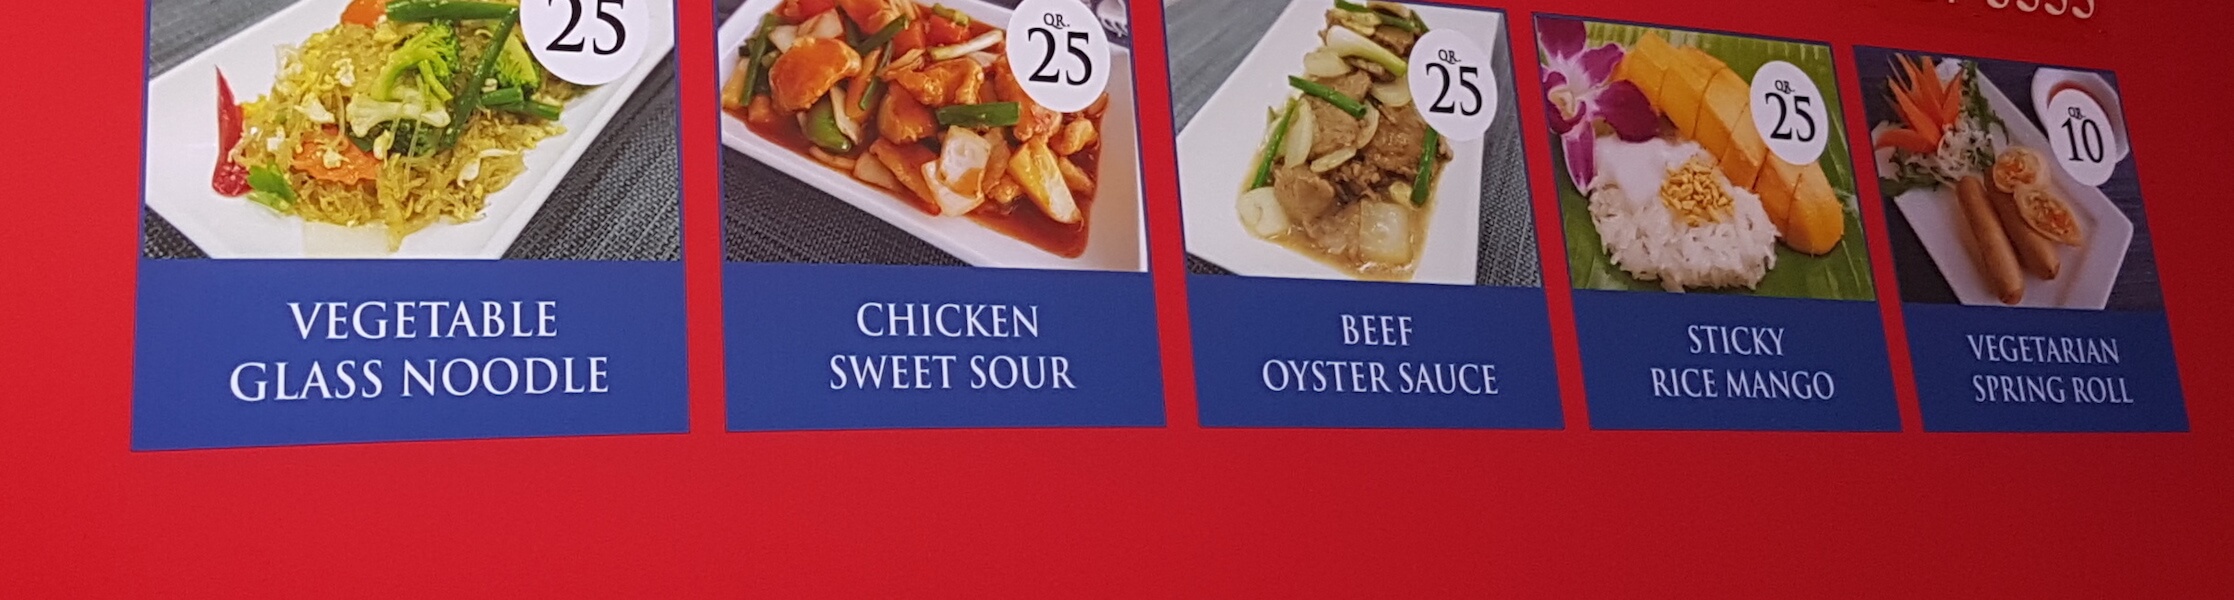 25
QR.
25
QR.
25
QR.
25
QR.
10
VEGETABLE
GLASS NOODLE
CHICKEN
SWEET SOUR
BEEF
OYSTER SAUCE
STICKY
RICE MANGO
VEGETARIAN
SPRING ROLL